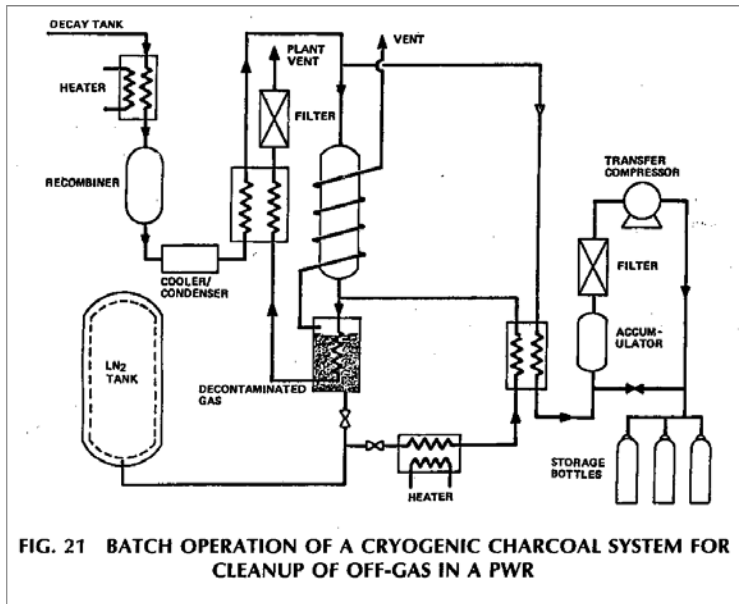 DECAY TANK
HEATER
RECOMBINER
COOLER/
CONDENSER
PLANT
VENT
FILTER
VENT
LN2
TANK
DECONTAMINATED
GAS
HEATER
TRANSFER
COMPRESSOR
FILTER
ACCUM-
ULATOR
STORAGE
BOTTLES
FIG. 21 BATCH OPERATION OF A CRYOGENIC CHARCOAL SYSTEM FOR
CLEANUP OF OFF-GAS IN A PWR